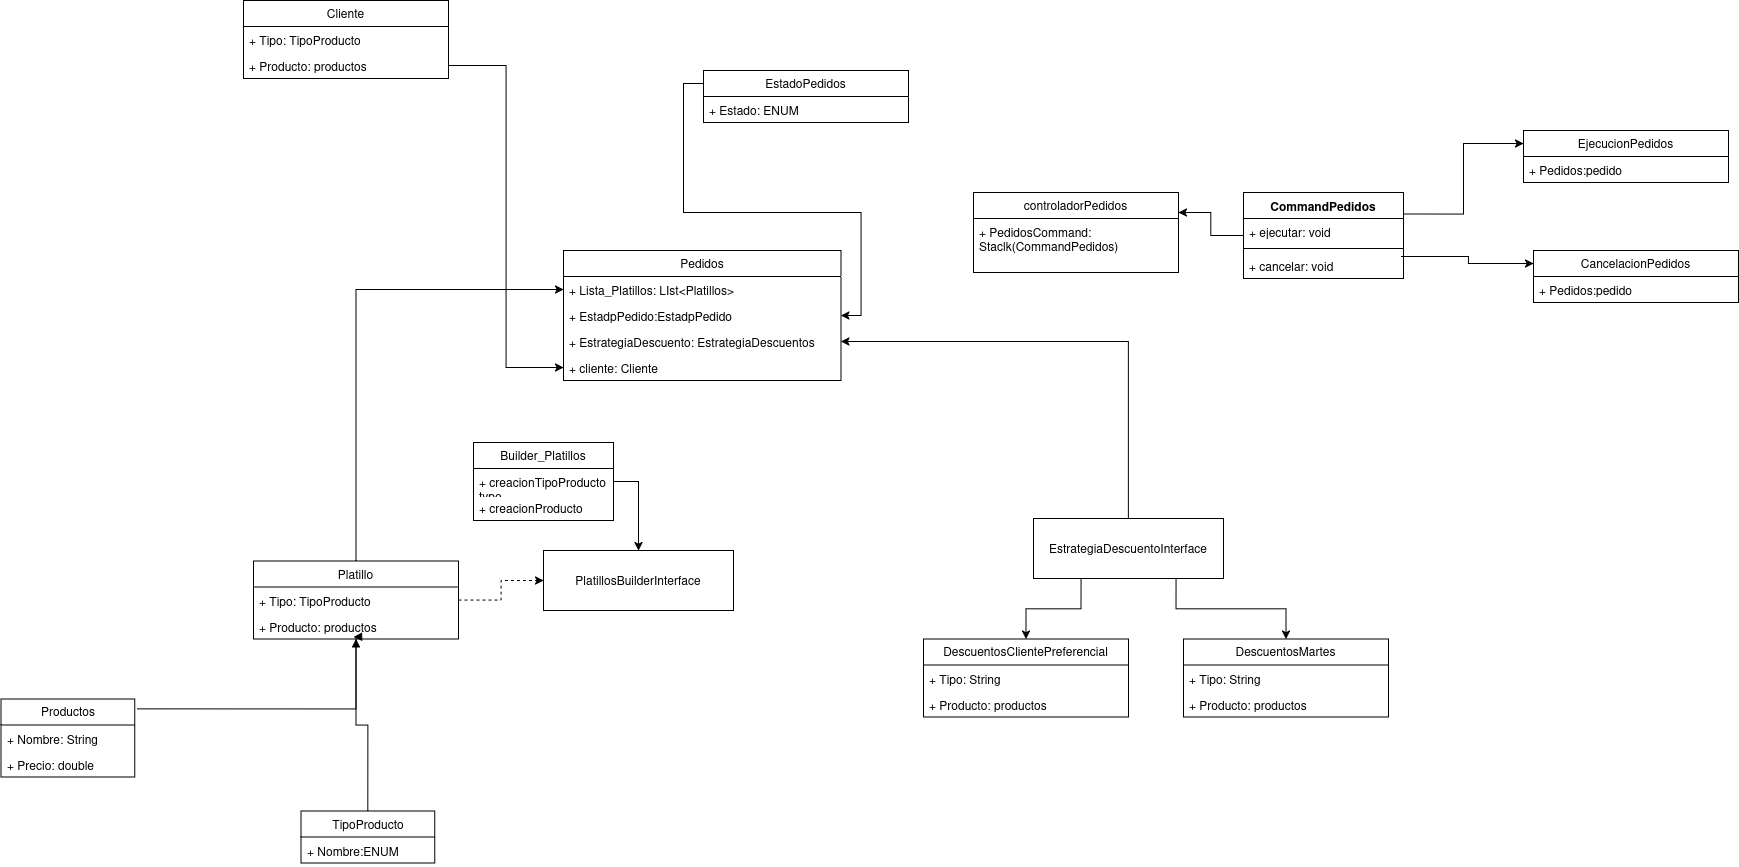 Cliente
+ Tipo: TipoProducto
+ Producto: productos
EstadoPedidos
+ Estado: ENUM
EjecucionPedidos
+ Pedidos:pedido
controladorPedidos
+ PedidosCommand:
Staclk(CommandPedidos)
CommandPedidos
+ ejecutar: void
+ cancelar: void
CancelacionPedidos
+ Pedidos:pedido
Pedidos
+ Lista_Platillos: LIst<Platillos>
+ EstadpPedido:EstadpPedido
+ EstrategiaDescuento: EstrategiaDescuentos
+ cliente: Cliente
Builder_Platillos
+ creacionTipoProducto
type
+ creacionProducto
PlatillosBuilderInterface
EstrategiaDescuentoInterface
Platillo
+ Tipo: TipoProducto
+ Producto: productos
DescuentosClientePreferencial
+ Tipo: String
+ Producto: productos
DescuentosMartes
+ Tipo: String
+ Producto: productos
Productos
+ Nombre: String
+ Precio: double
TipoProducto
+ Nombre:ENUM